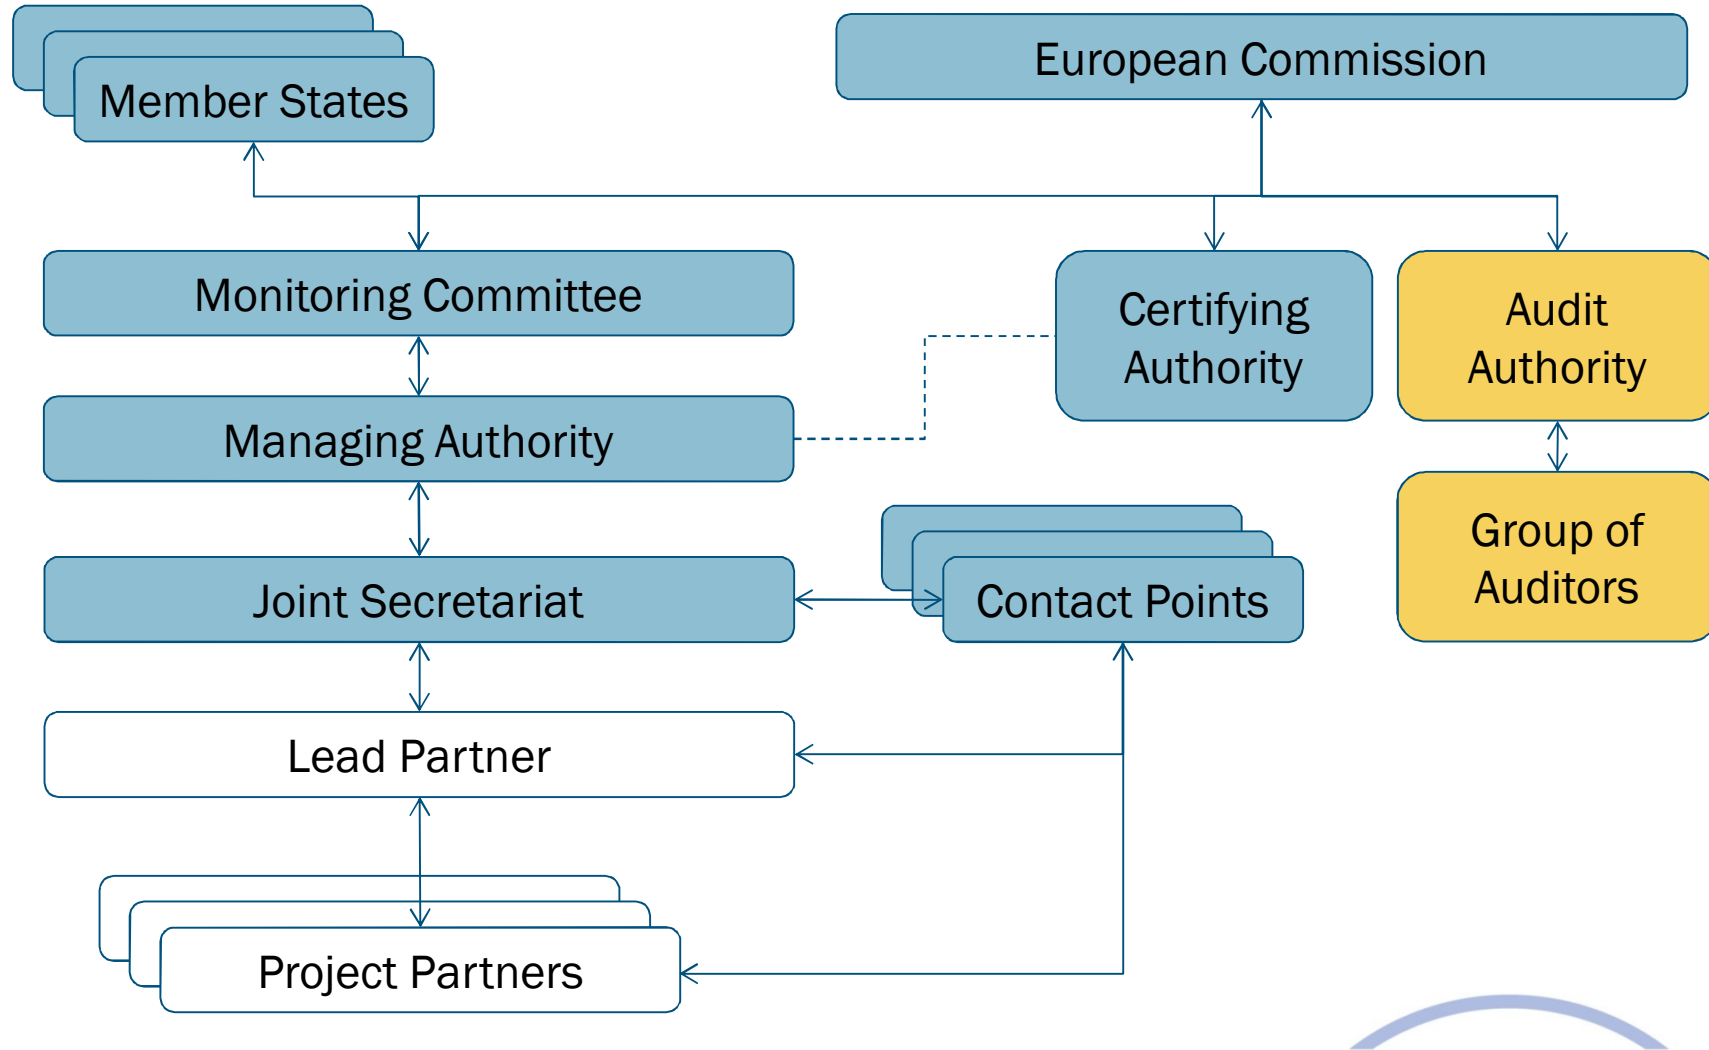 Member States
European Commission
Monitoring Committee
Certifying
Authority
Audit
Authority
Managing Authority
Joint Secretariat
Contact Points
Group of
Auditors
Lead Partner
Project Partners